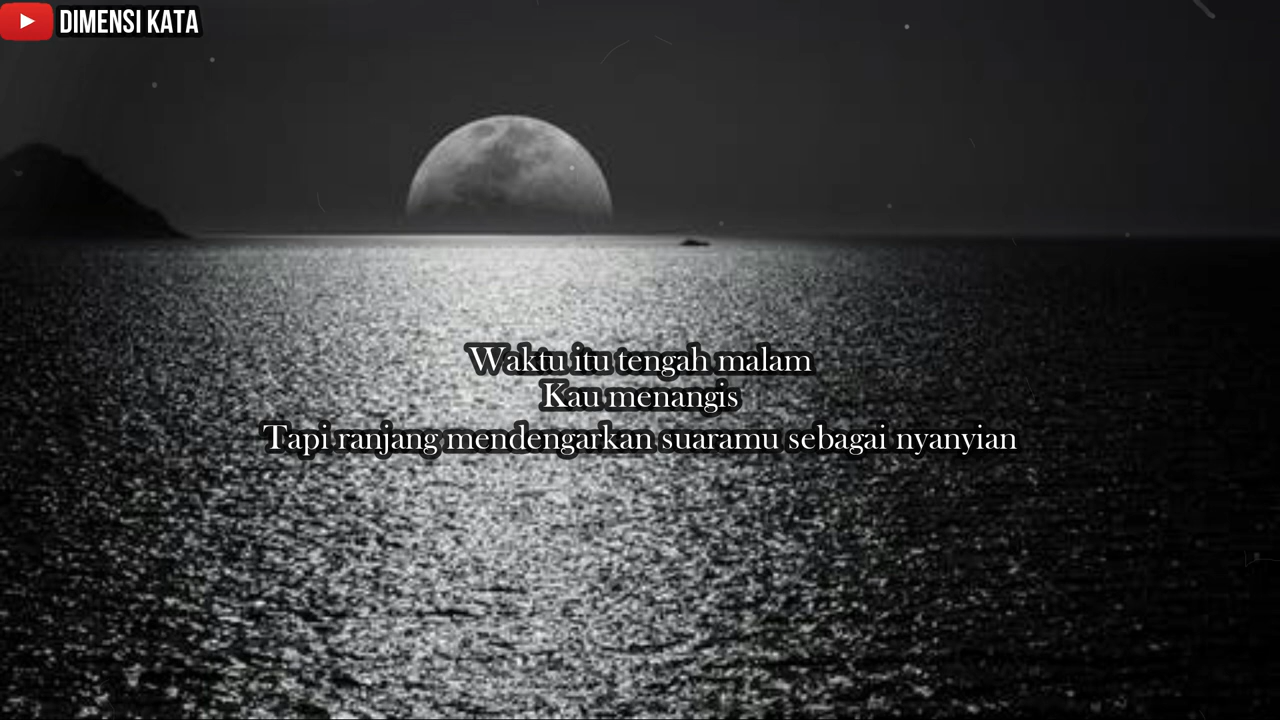 DIMENSI KATA
Waktu itu tengah malam
Kau menangis
Tapi ranjang mendengarkan suaramu sebagai nyanyian